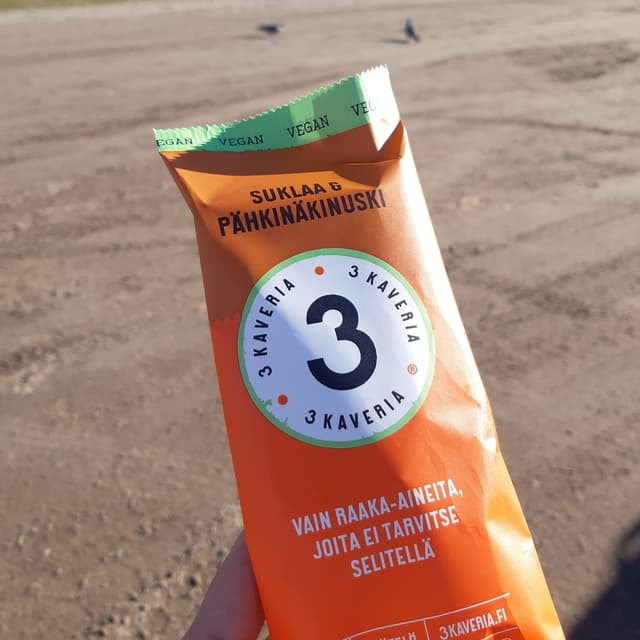 VEGAN VEGAN
SUKLAA &
PÄHKINÄKINUSKI
3 KAVERIA 3 KAVERIA 3 KAVERIA ®
3
VAIN RAAKA-AINEITA,
JOITA EI TARVITSE
SELITELLÄ
3KAVERIA.FI